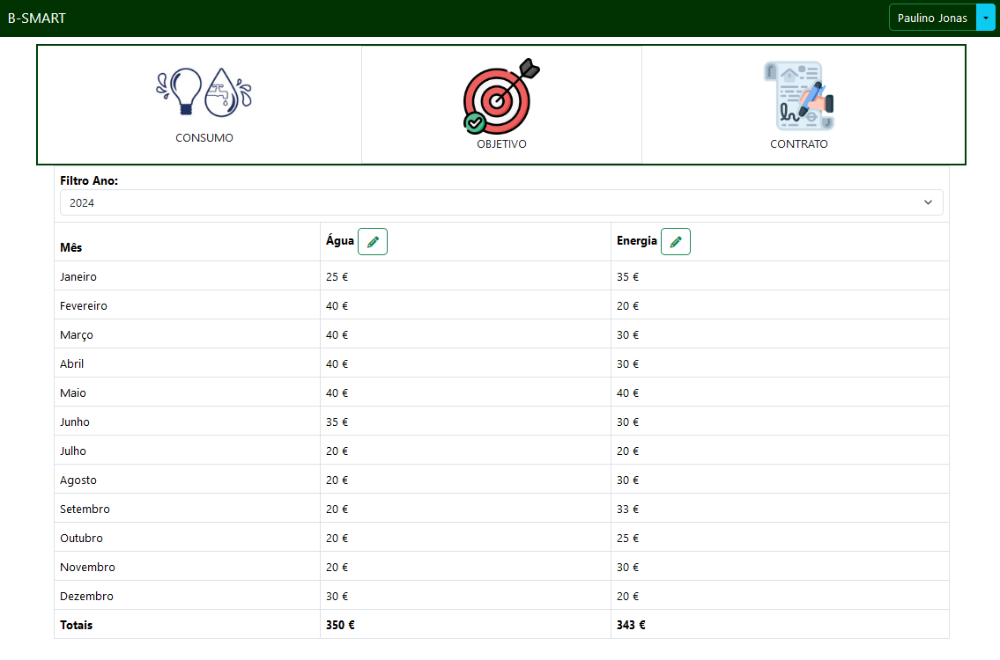 B-SMART Paulino Jonas
CONSUMO OBJETIVO CONTRATO
Filtro Ano:
2024
Mês Água Energia
Janeiro 25 € 35 €
Fevereiro 40 € 20 €
Março 40 € 30 €
Abril 40 € 30 €
Maio 40 € 40 €
Junho 35 € 30 €
Julho 20 € 20 €
Agosto 20 € 30 €
Setembro 20 € 33 €
Outubro 20 € 25 €
Novembro 20 € 30 €
Dezembro 30 € 20 €
Totais 350 € 343 €